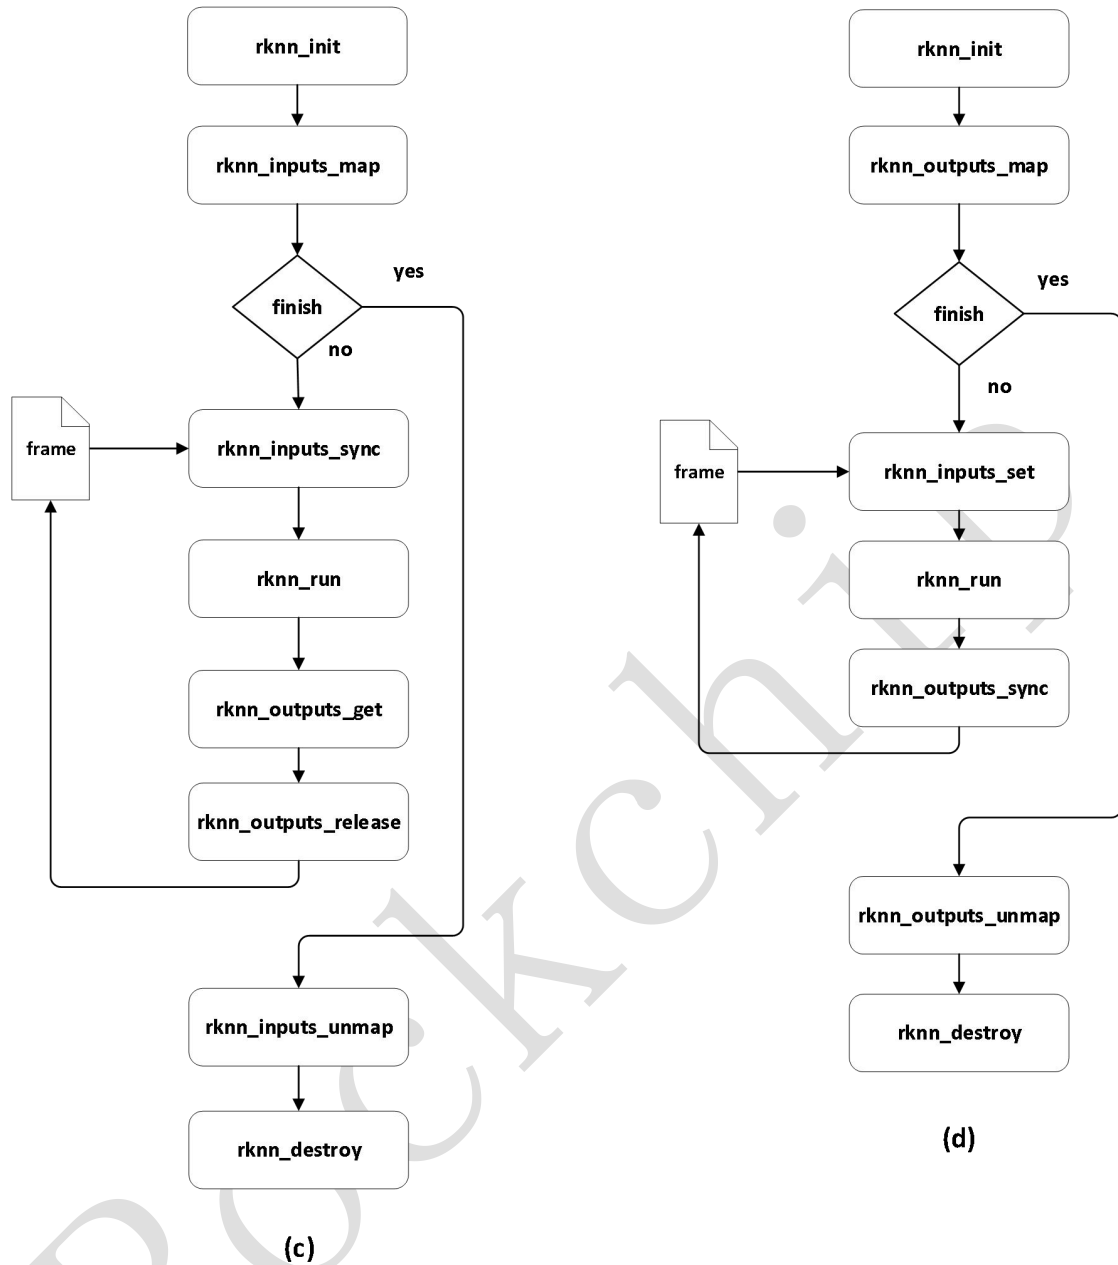 rknn_init
rknn_inputs_map
finish
yes
no
frame
rknn_inputs_sync
rknn_run
rknn_outputs_get
rknn_outputs_release
rknn_inputs_unmap
rknn_destroy
(c)
rknn_init
rknn_outputs_map
finish
yes
no
frame
rknn_inputs_set
rknn_run
rknn_outputs_sync
rknn_outputs_unmap
rknn_destroy
(d)
Rockchip